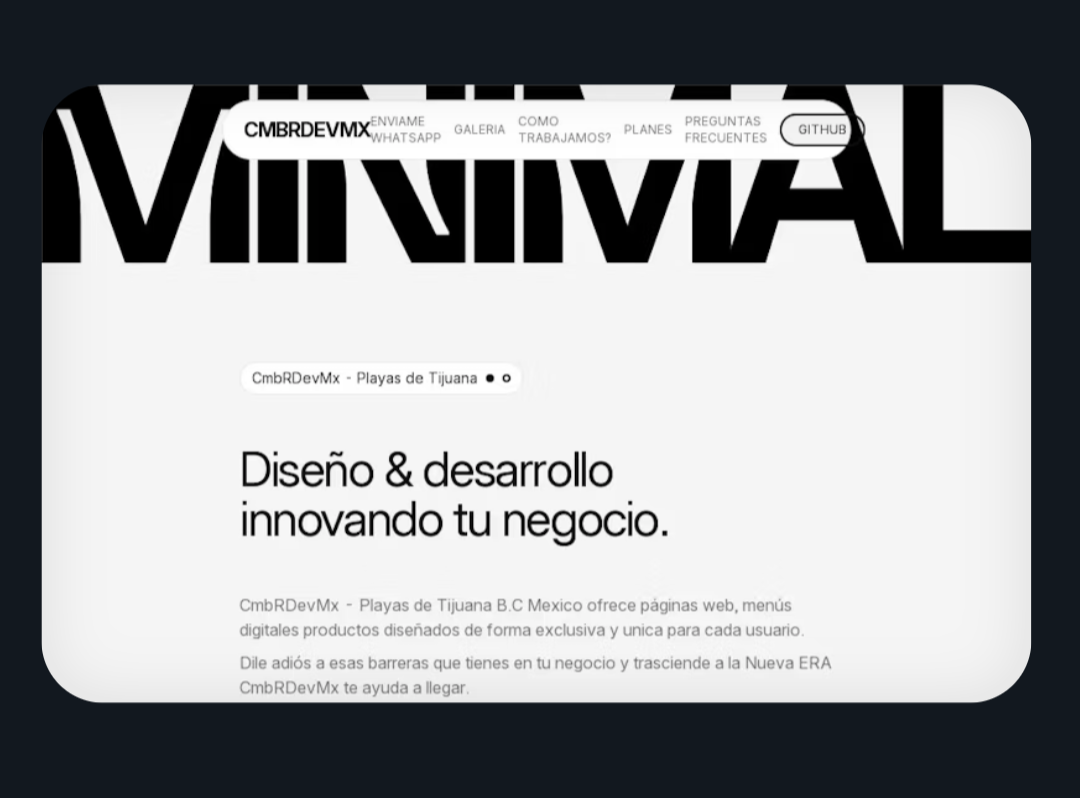 MINIMAL
CMBRDEVMX
ENVIAME
WHATSAPP
GALERIA
COMO
TRABAJAMOS?
PLANES
PREGUNTAS
FRECUENTES
GITHUB
CmbRDevMx - Playas de Tijuana
Diseño & desarrollo
innovando tu negocio.
CmbRDevMx - Playas de Tijuana B.C Mexico ofrece páginas web, menús
digitales productos diseñados de forma exclusiva y unica para cada usuario.
Dile adiós a esas barreras que tienes en tu negocio y trasciende a la Nueva ERA
CmbRDevMx te ayuda a llegar.